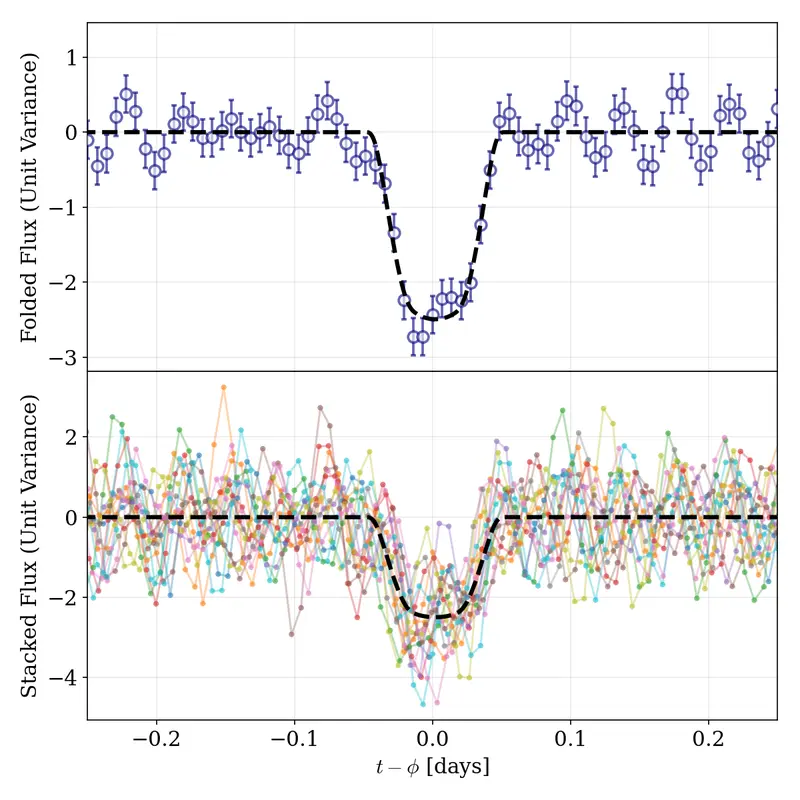 Folded Flux (Unit Variance)
1
0
−1
−2
−3
Stacked Flux (Unit Variance)
2
0
−2
−4
−0.2 −0.1 0.0 0.1 0.2
t − ϕ [days]